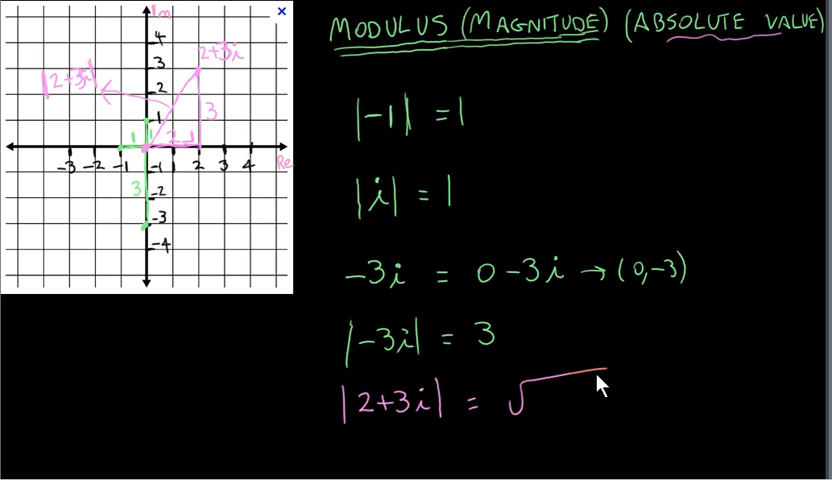 MODULUS (MAGNITUDE) (ABSOLUTE VALUE)
|-1| = 1
|i| = 1
-3i = 0 - 3i → (0,-3)
|-3i| = 3
|2+3i| = √
Im
×
4
3
2
1
-1
-2
-3
-4
-3 -2 -1 1 2 3 4
Re
2+3i
|2+3i|
3
2
1
1
3